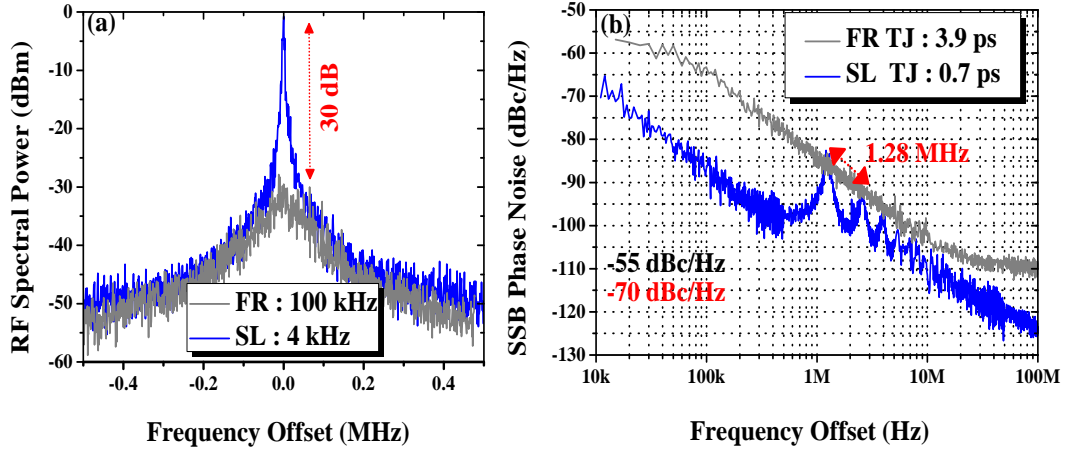 (a)
RF Spectral Power (dBm)
0
-10
-20
-30
-40
-50
-60
30 dB
FR : 100 kHz
SL : 4 kHz
-0.4
-0.2
0.0
0.2
0.4
Frequency Offset (MHz)
(b)
SSB Phase Noise (dBc/Hz)
-50
-60
-70
-80
-90
-100
-110
-120
-130
FR TJ : 3.9 ps
SL TJ : 0.7 ps
1.28 MHz
-55 dBc/Hz
-70 dBc/Hz
10k
100k
1M
10M
100M
Frequency Offset (Hz)